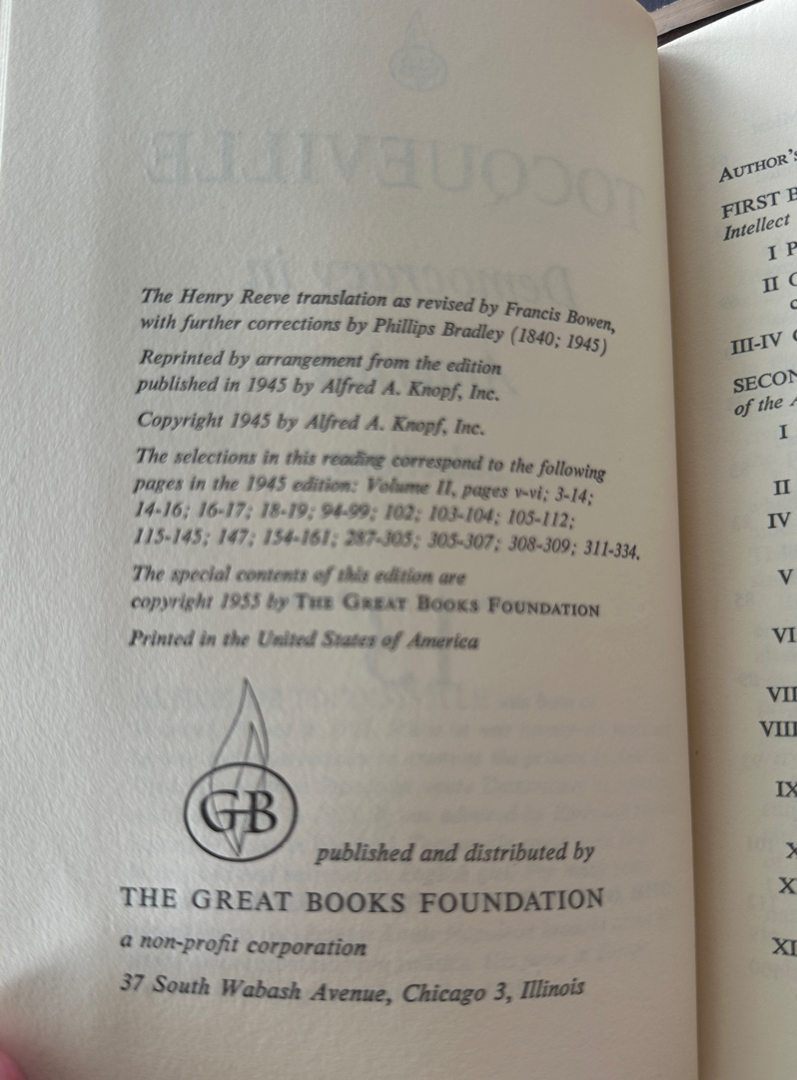 TOCQUEVILLE
Democracy in
The Henry Reeve translation as revised by Francis Bowen,
with further corrections by Phillips Bradley (1840; 1945)
Reprinted by arrangement from the edition
published in 1945 by Alfred A. Knopf, Inc.
Copyright 1945 by Alfred A. Knopf, Inc.
The selections in this reading correspond to the following
pages in the 1945 edition: Volume II, pages v-vi; 3-14;
14-16; 16-17; 18-19; 94-99; 102; 103-104; 105-112;
115-145; 147; 154-161; 287-305; 305-307; 308-309; 311-334.
The special contents of this edition are
copyright 1955 by THE GREAT BOOKS FOUNDATION
Printed in the United States of America
GB
published and distributed by
THE GREAT BOOKS FOUNDATION
a non-profit corporation
37 South Wabash Avenue, Chicago 3, Illinois
AUTHOR'S
FIRST B
Intellect
I P
II
III-IV
SECON
of the A
I
II
IV
V
VI
VII
VIII
IX
X
XI